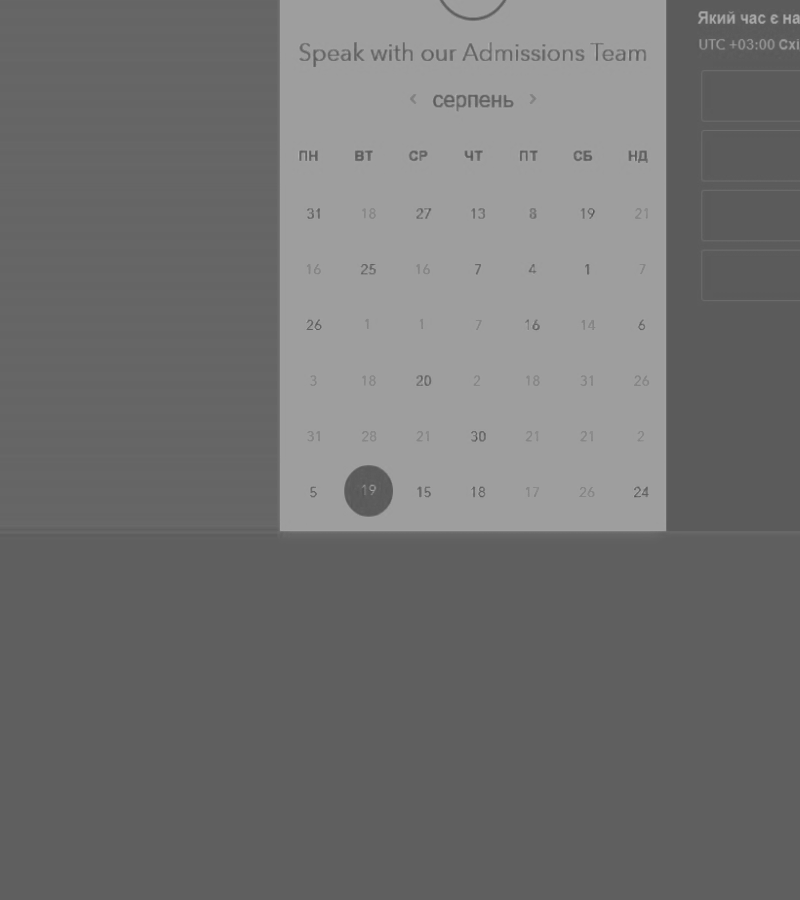 Speak with our Admissions Team
< серпень >
ПН ВТ СР ЧТ ПТ СБ НД
31 18 27 13 8 19 21
16 25 16 7 4 1 7
26 1 1 7 16 14 6
3 18 20 2 18 31 26
31 28 21 30 21 21 2
5 19 15 18 17 26 24
Який час є на
UTC +03:00 Схі